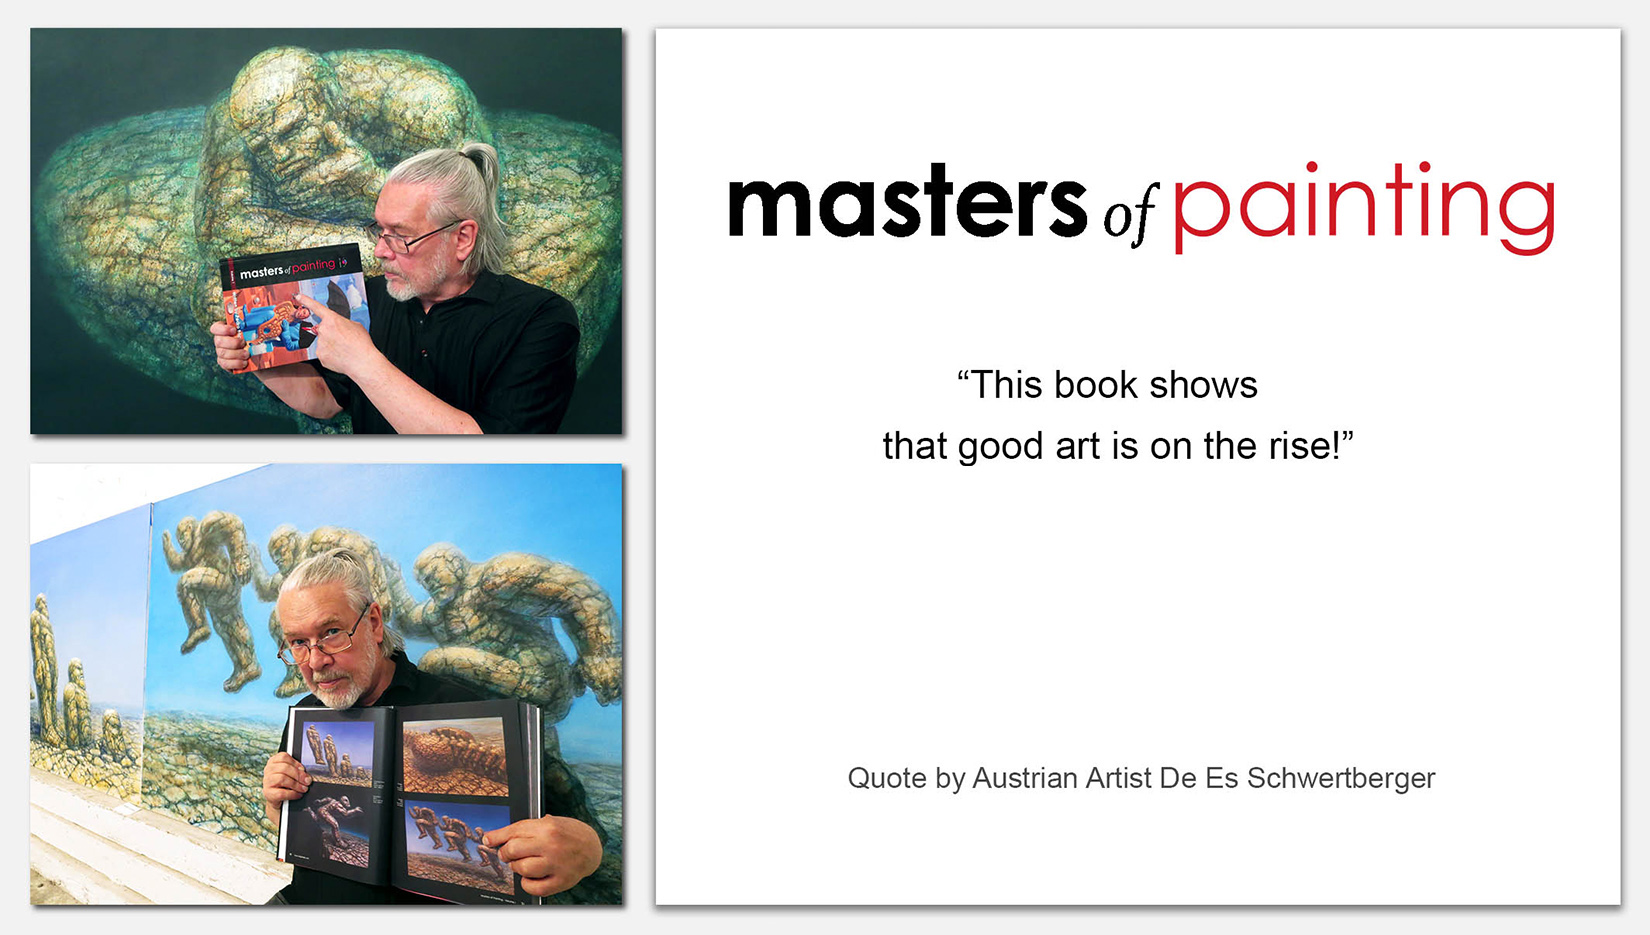 masters of painting
masters of painting
“This book shows
that good art is on the rise!”
Quote by Austrian Artist De Es Schwertberger